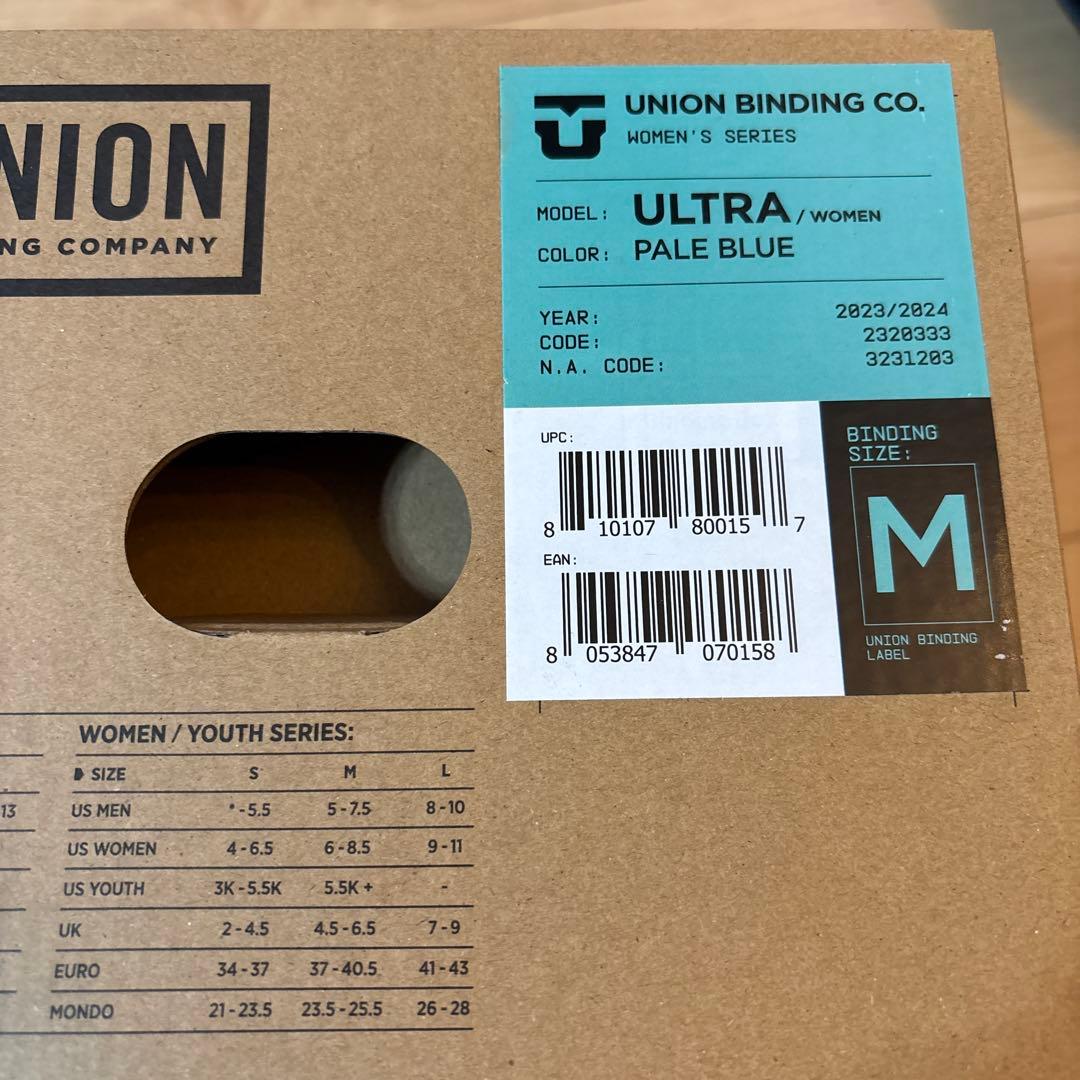 NION
NG COMPANY
UNION BINDING CO.
WOMEN'S SERIES
MODEL: ULTRA / WOMEN
COLOR: PALE BLUE
YEAR: 2023/2024
CODE: 2320333
N.A. CODE: 3231203
UPC:
8 10107 80015 7
EAN:
8 053847 070158
BINDING
SIZE:
M
UNION BINDING
LABEL
WOMEN / YOUTH SERIES:
SIZE S M L
13 US MEN *-5.5 5-7.5 8-10
US WOMEN 4-6.5 6-8.5 9-11
US YOUTH 3K-5.5K 5.5K + -
UK 2-4.5 4.5-6.5 7-9
EURO 34-37 37-40.5 41-43
MONDO 21-23.5 23.5-25.5 26-28